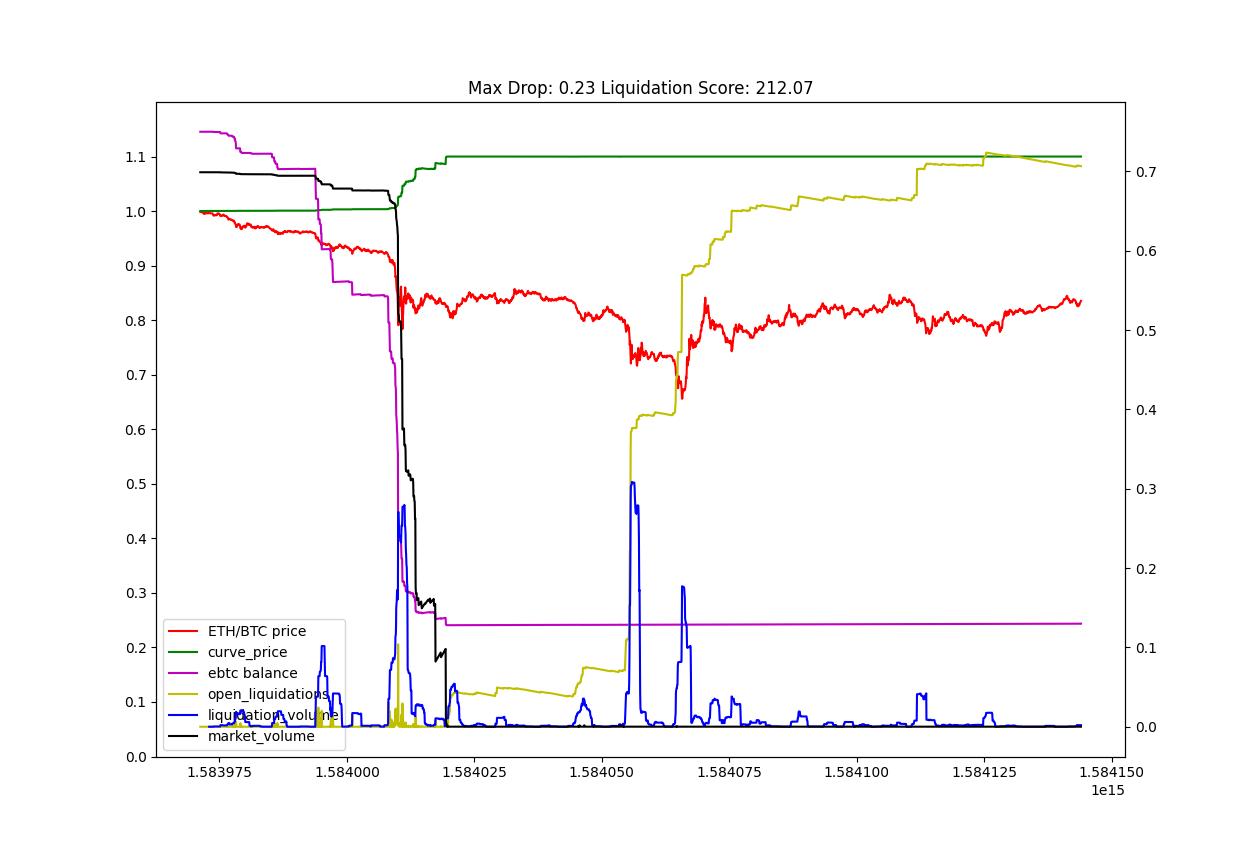 Max Drop: 0.23 Liquidation Score: 212.07
1.1
1.0
0.9
0.8
0.7
0.6
0.5
0.4
0.3
0.2
0.1
0.0
0.7
0.6
0.5
0.4
0.3
0.2
0.1
0.0
ETH/BTC price
curve_price
ebtc balance
open_liquidations
liquidation_volume
market_volume
1.583975 1.584000 1.584025 1.584050 1.584075 1.584100 1.584125 1.584150
1e15